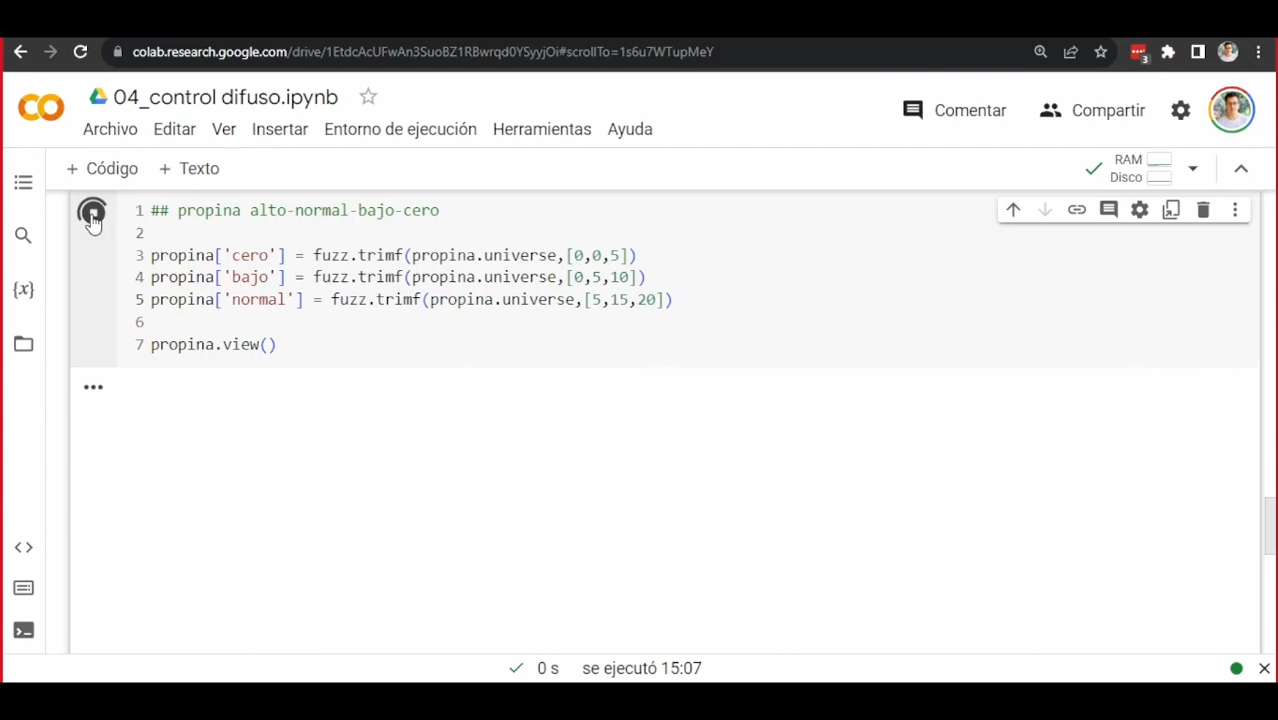 colab.research.google.com/drive/1EtdcAcUFwAn3SuoBZ1RBwrqd0YSyyjOi#scrollTo=1s6u7WTupMeY
3
04_control difuso.ipynb
Comentar
Compartir
Archivo Editar Ver Insertar Entorno de ejecución Herramientas Ayuda
+ Código + Texto
RAM
Disco
1 ## propina alto-normal-bajo-cero
2
3 propina['cero'] = fuzz.trimf(propina.universe,[0,0,5])
4 propina['bajo'] = fuzz.trimf(propina.universe,[0,5,10])
5 propina['normal'] = fuzz.trimf(propina.universe,[5,15,20])
6
7 propina.view()
{x}
0 s se ejecutó 15:07